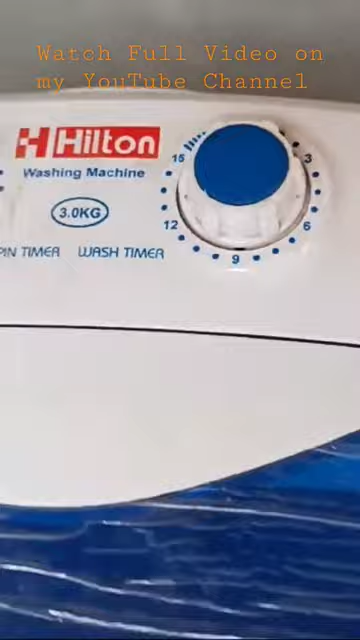 Watch Full Video on
my YouTube Channel
Hilton
Washing Machine
3.0KG
PIN TIMER WASH TIMER
15
3
12
6
9